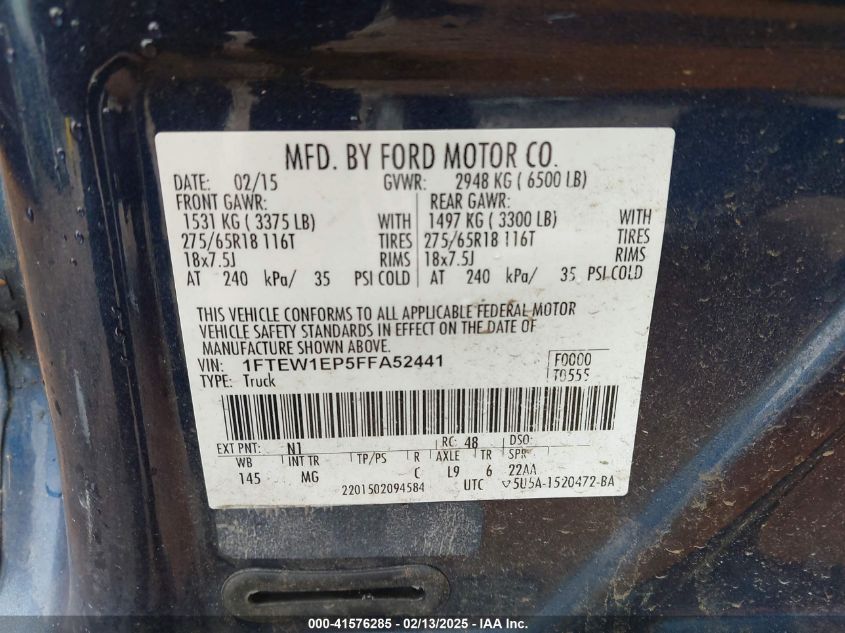 MFD. BY FORD MOTOR CO.
DATE: 02/15 GVWR: 2948 KG ( 6500 LB)
FRONT GAWR: REAR GAWR:
1531 KG ( 3375 LB) WITH 1497 KG ( 3300 LB) WITH
275/65R18 116T TIRES 275/65R18 116T TIRES
18x7.5J RIMS 18x7.5J RIMS
AT 240 kPa/ 35 PSI COLD AT 240 kPa/ 35 PSI COLD
THIS VEHICLE CONFORMS TO ALL APPLICABLE FEDERAL MOTOR
VEHICLE SAFETY STANDARDS IN EFFECT ON THE DATE OF
MANUFACTURE SHOWN ABOVE.
VIN: 1FTEW1EP5FFA52441 F0000
TYPE: Truck T0555
EXT PNT: N1 RC: 48 DSO:
WB INT TR TP/PS R AXLE TR SPR
145 MG C L9 6 22AA
2201502094584 UTC ▽5U5A-1520472-BA
000-41576285 - 02/13/2025 - IAA Inc.